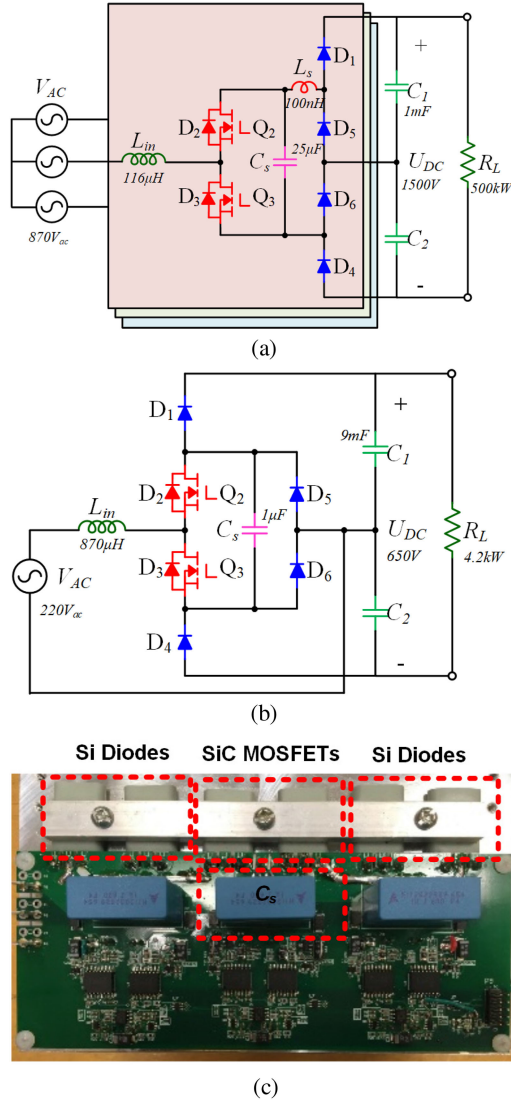 V_AC
870V_ac
L_in
116μH
D_2
Q_2
D_3
Q_3
C_s
25μF
L_s
100nH
D_1
D_5
D_6
D_4
+
C_1
1mF
U_DC
1500V
C_2
-
R_L
500kW
(a)
D_1
D_2
Q_2
D_3
Q_3
D_4
L_in
870μH
V_AC
220V_ac
C_s
1μF
D_5
D_6
+
9mF
C_1
U_DC
650V
C_2
-
R_L
4.2kW
(b)
Si Diodes SiC MOSFETs Si Diodes
C_s
(c)